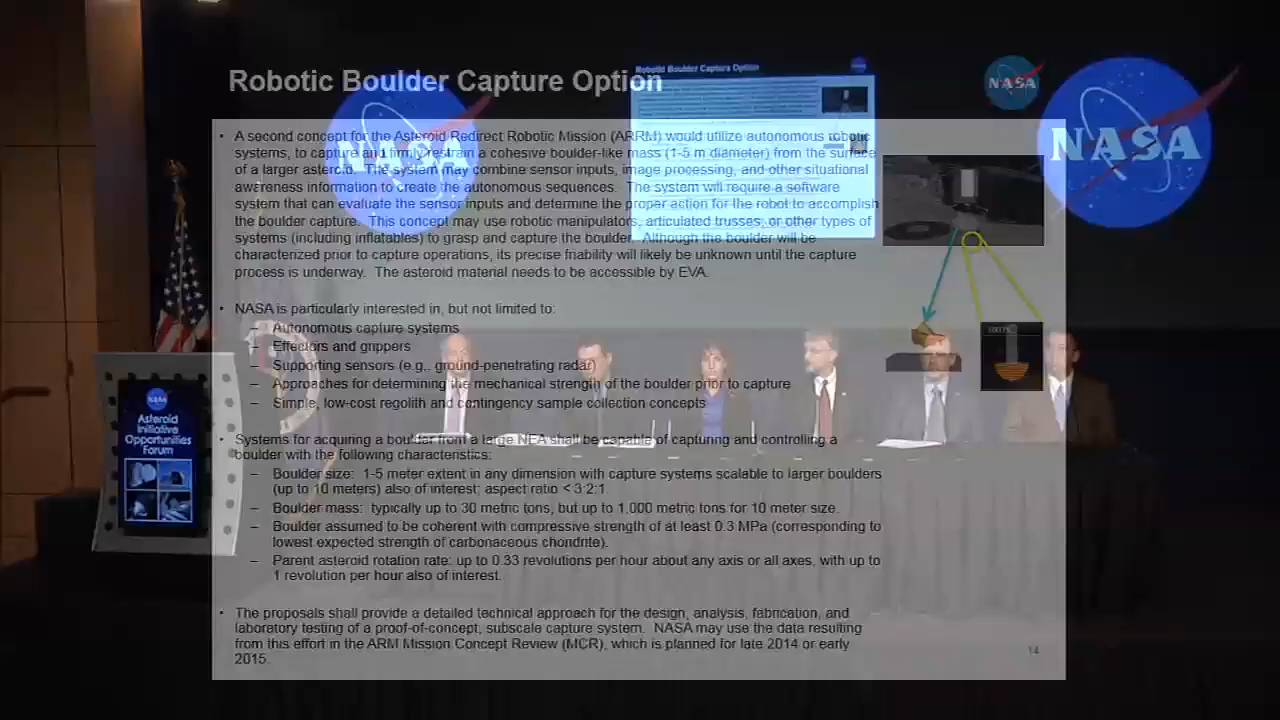 Robotic Boulder Capture Option
NASA
Robotic Boulder Capture Option
NASA
NASA
• A second concept for the Asteroid Redirect Robotic Mission (ARRM) would utilize autonomous robotic
systems, to capture and firmly restrain a cohesive boulder-like mass (1-5 m diameter) from the surface
of a larger asteroid. The system may combine sensor inputs, image processing, and other situational
awareness information to create the autonomous sequences. The system will require a software
system that can evaluate the sensor inputs and determine the proper action for the robot to accomplish
the boulder capture. This concept may use robotic manipulators, articulated trusses, or other types of
systems (including inflatables) to grasp and capture the boulder. Although the boulder will be
characterized prior to capture operations, its precise friability will likely be unknown until the capture
process is underway. The asteroid material needs to be accessible by EVA.
• NASA is particularly interested in, but not limited to:
– Autonomous capture systems
– Effectors and grippers
– Supporting sensors (e.g., ground-penetrating radar)
– Approaches for determining the mechanical strength of the boulder prior to capture
– Simple, low-cost regolith and contingency sample collection concepts
• Systems for acquiring a boulder from a large NEA shall be capable of capturing and controlling a
boulder with the following characteristics:
– Boulder size: 1-5 meter extent in any dimension with capture systems scalable to larger boulders
(up to 10 meters) also of interest; aspect ratio < 3:2:1.
– Boulder mass: typically up to 30 metric tons, but up to 1,000 metric tons for 10 meter size.
– Boulder assumed to be coherent with compressive strength of at least 0.3 MPa (corresponding to
lowest expected strength of carbonaceous chondrite).
– Parent asteroid rotation rate: up to 0.33 revolutions per hour about any axis or all axes, with up to
1 revolution per hour also of interest.
• The proposals shall provide a detailed technical approach for the design, analysis, fabrication, and
laboratory testing of a proof-of-concept, subscale capture system. NASA may use the data resulting
from this effort in the ARM Mission Concept Review (MCR), which is planned for late 2014 or early
2015.
14
NASA
NASA
Asteroid
Initiative
Opportunities
Forum